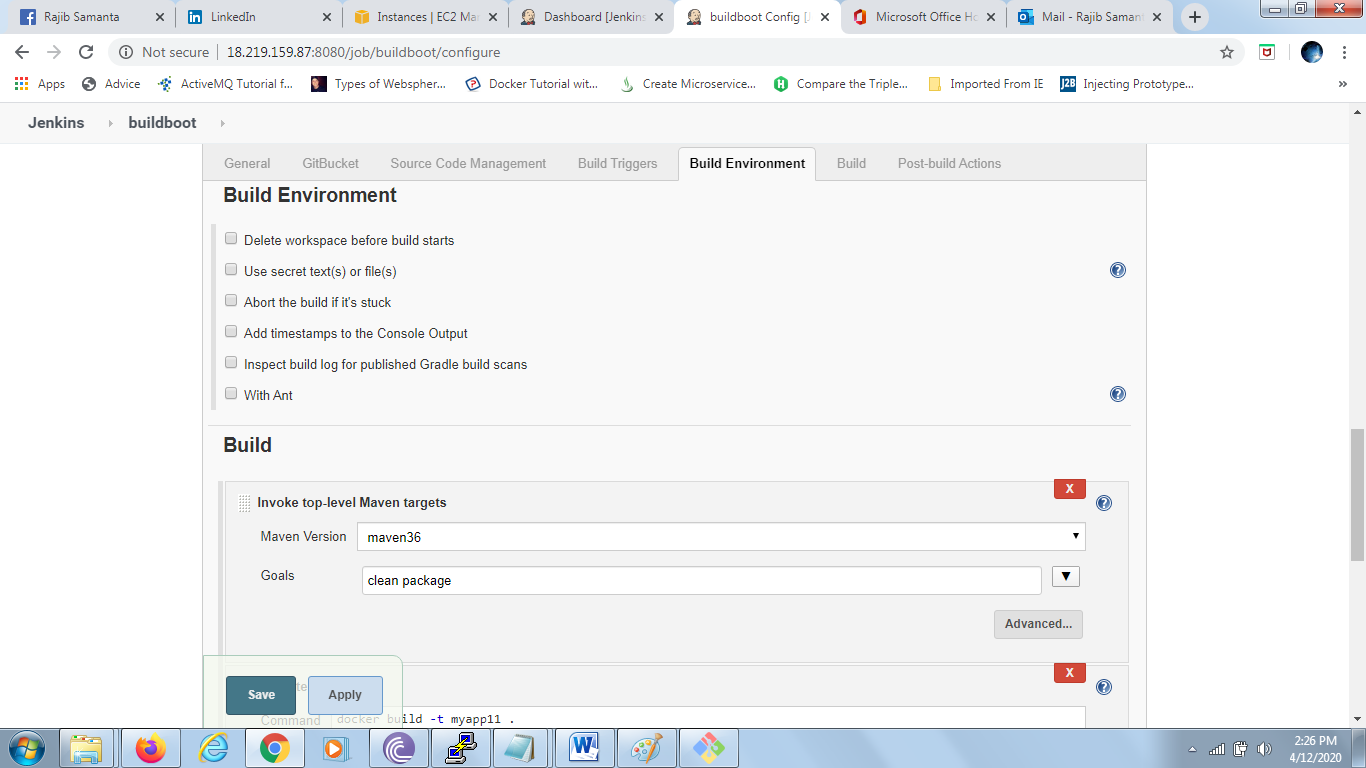 Rajib Samanta
LinkedIn
Instances | EC2 Mar
Dashboard [Jenkins
buildboot Config [J
Microsoft Office Ho
Mail - Rajib Samant
Not secure | 18.219.159.87:8080/job/buildboot/configure
Apps
Advice
ActiveMQ Tutorial f...
Types of Webspher...
Docker Tutorial wit...
Create Microservice...
Compare the Triple...
Imported From IE
J2B Injecting Prototype...
Jenkins
buildboot
General
GitBucket
Source Code Management
Build Triggers
Build Environment
Build
Post-build Actions
Build Environment
Delete workspace before build starts
Use secret text(s) or file(s)
Abort the build if it's stuck
Add timestamps to the Console Output
Inspect build log for published Gradle build scans
With Ant
Build
X
Invoke top-level Maven targets
Maven Version
maven36
Goals
clean package
Advanced...
X
Save
Apply
Command
docker build -t myapp11 .
2:26 PM
4/12/2020